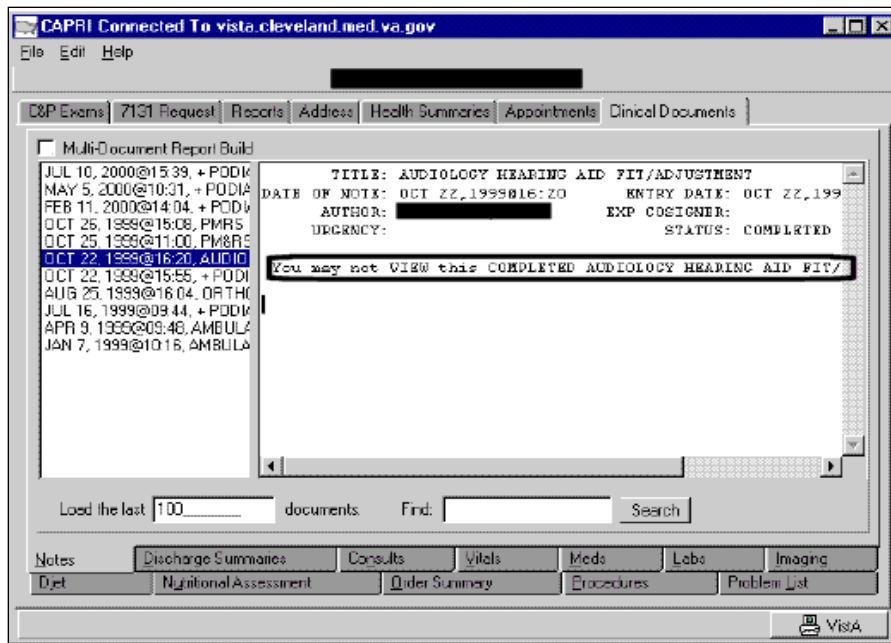 CAPRI Connected To vista.cleveland.med.va.gov
File Edit Help
C&P Exams 7131 Request Reports Address Health Summaries Appointments Clinical Documents
Multi-Document Report Build
JUL 10, 2000@15:39, + PODIA
MAY 5, 2000@10:31, + PODIA
FEB 11, 2000@14:04, + PODIA
OCT 26, 1999@15:08, PMRS
OCT 25, 1999@11:00, PM&RS
OCT 22, 1999@16:20, AUDIO
OCT 22, 1999@15:55, + PODI
AUG 25, 1999@16:04, ORTHO
JUL 16, 1999@09:44, + PODIA
APR 9, 1999@09:48, AMBULA
JAN 7, 1999@10:16, AMBULA
TITLE: AUDIOLOGY HEARING AID FIT/ADJUSTMENT
DATE OF NOTE: OCT 22,1999@16:20 ENTRY DATE: OCT 22,199
AUTHOR: EXP COSIGNER:
URGENCY: STATUS: COMPLETED
You may not VIEW this COMPLETED AUDIOLOGY HEARING AID FIT/
Load the last 100 documents. Find: Search
Notes Discharge Summaries Consults Vitals Meds Labs Imaging
Diet Nutritional Assessment Order Summary Procedures Problem List
VistA